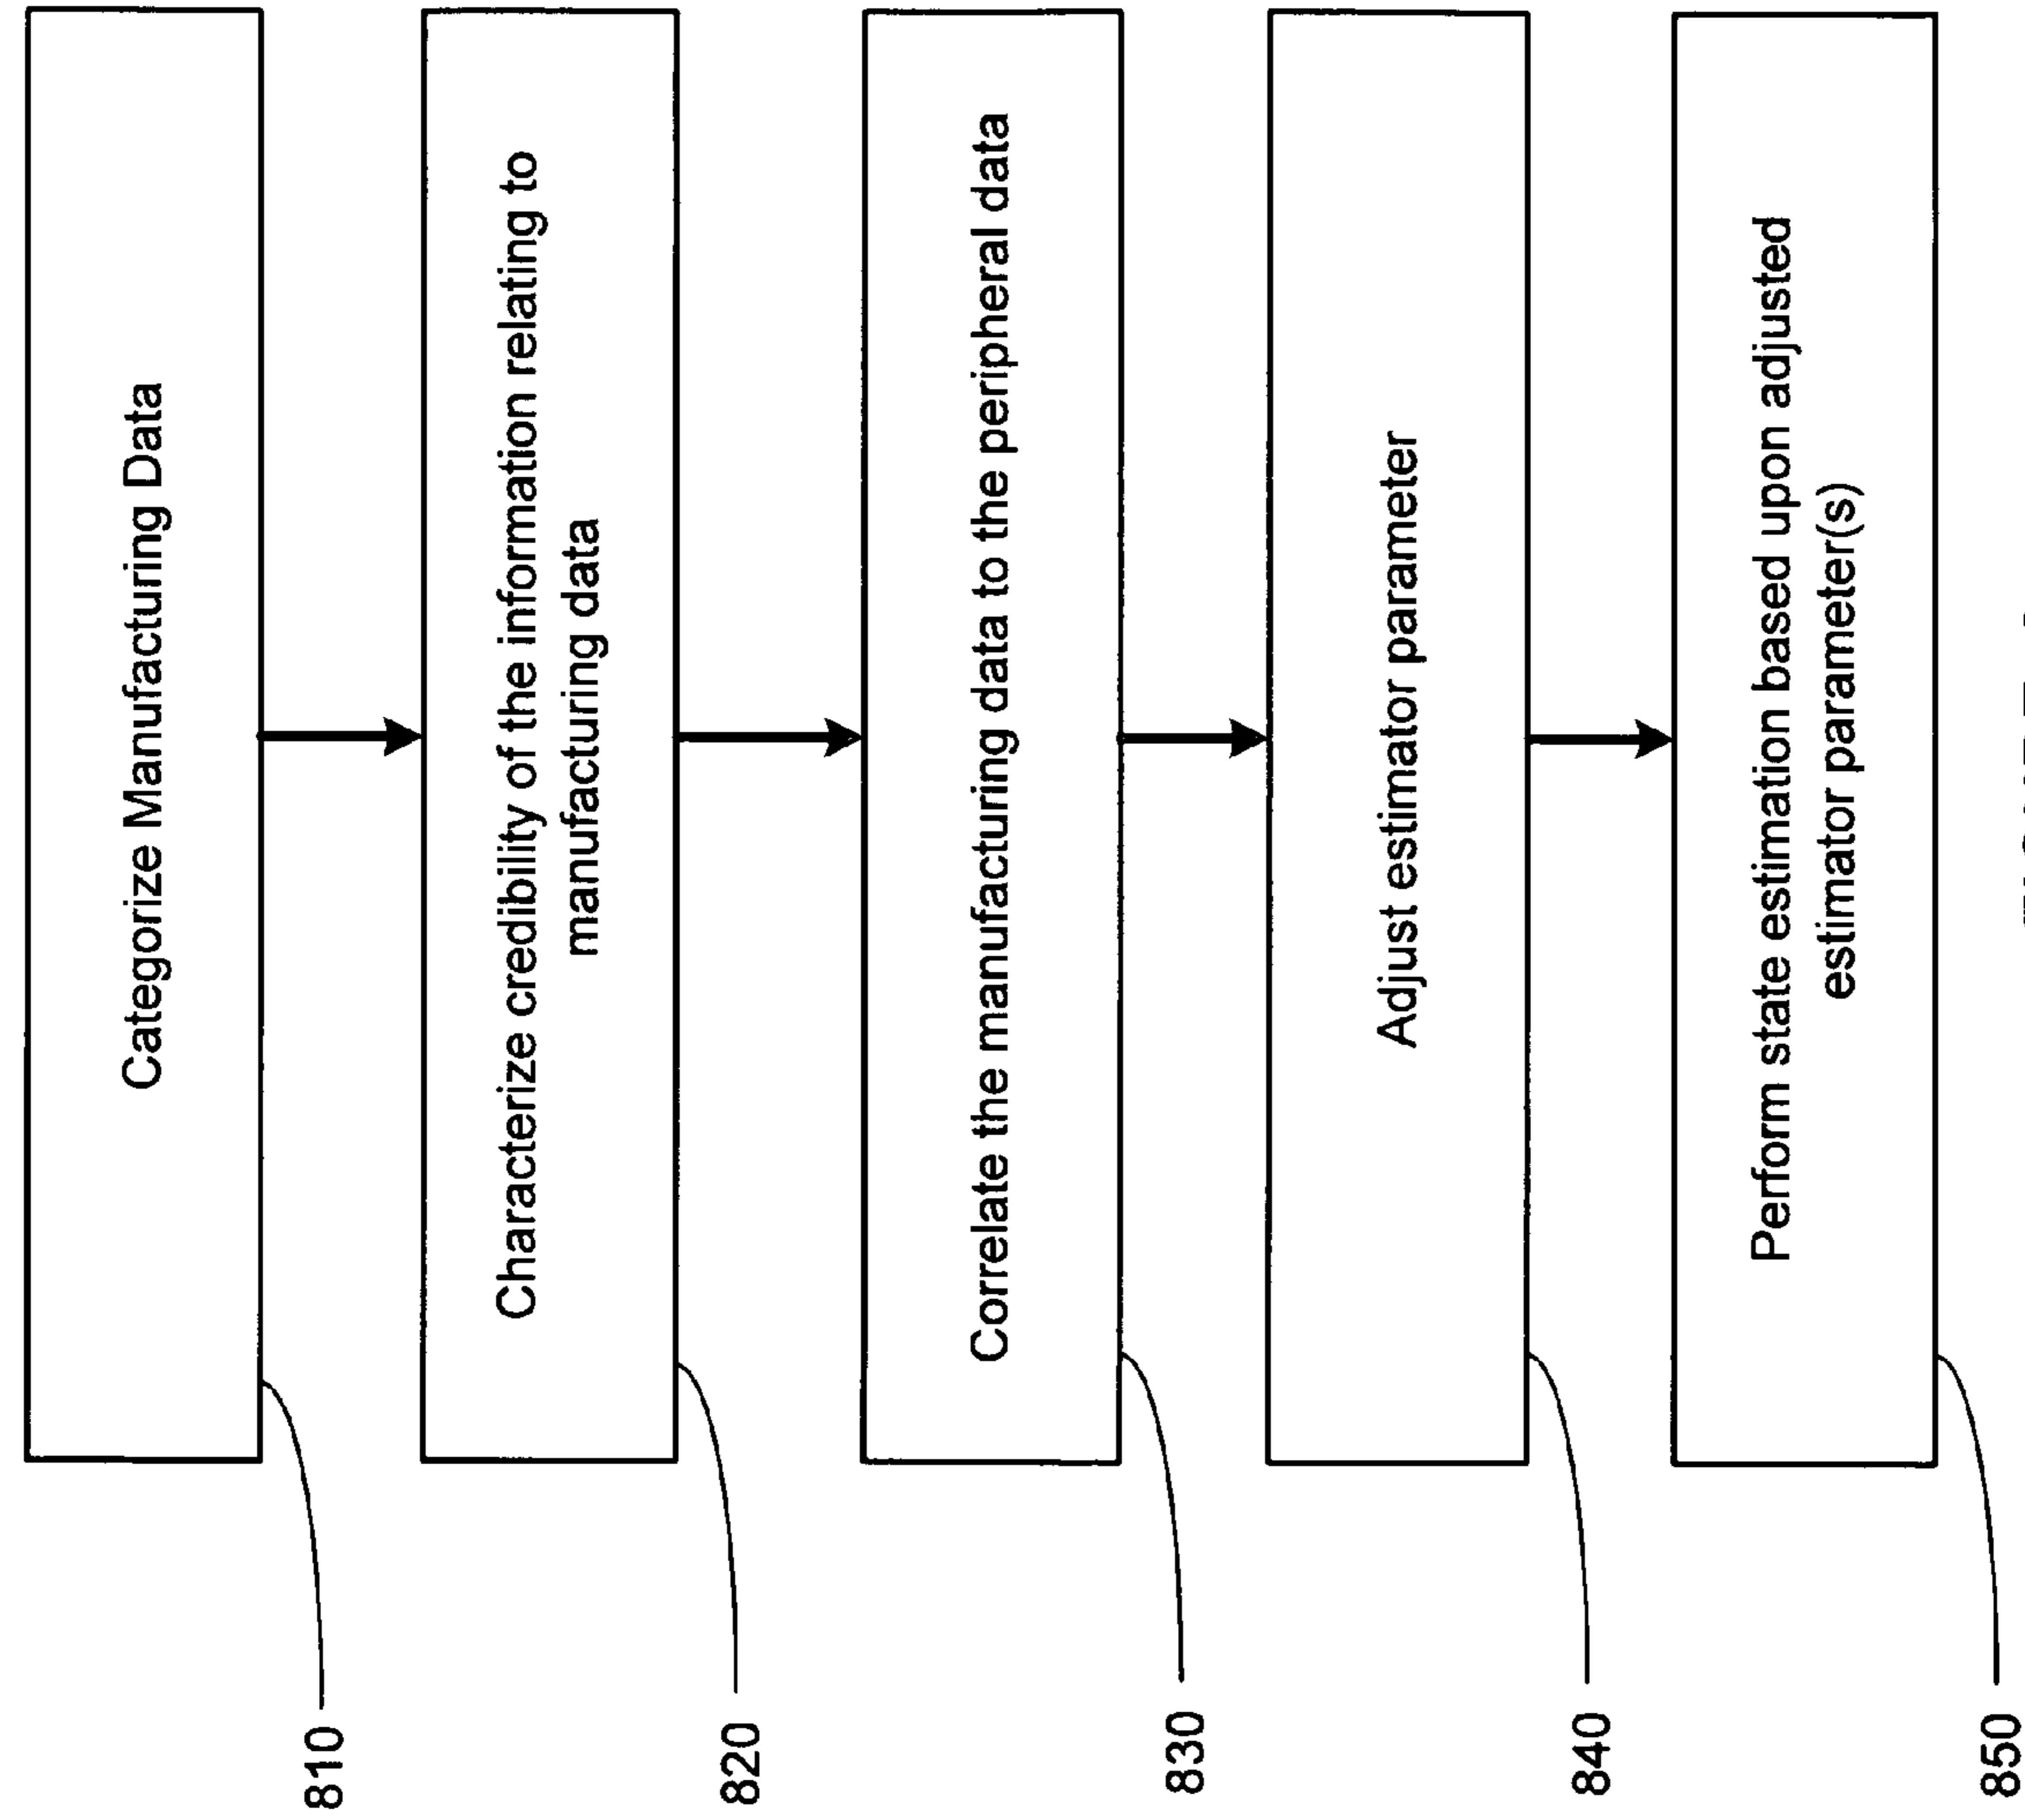 Categorize Manufacturing Data
810
Characterize credibility of the information relating to
manufacturing data
820
Correlate the manufacturing data to the peripheral data
830
Adjust estimator parameter
840
Perform state estimation based upon adjusted
estimator parameter(s)
850